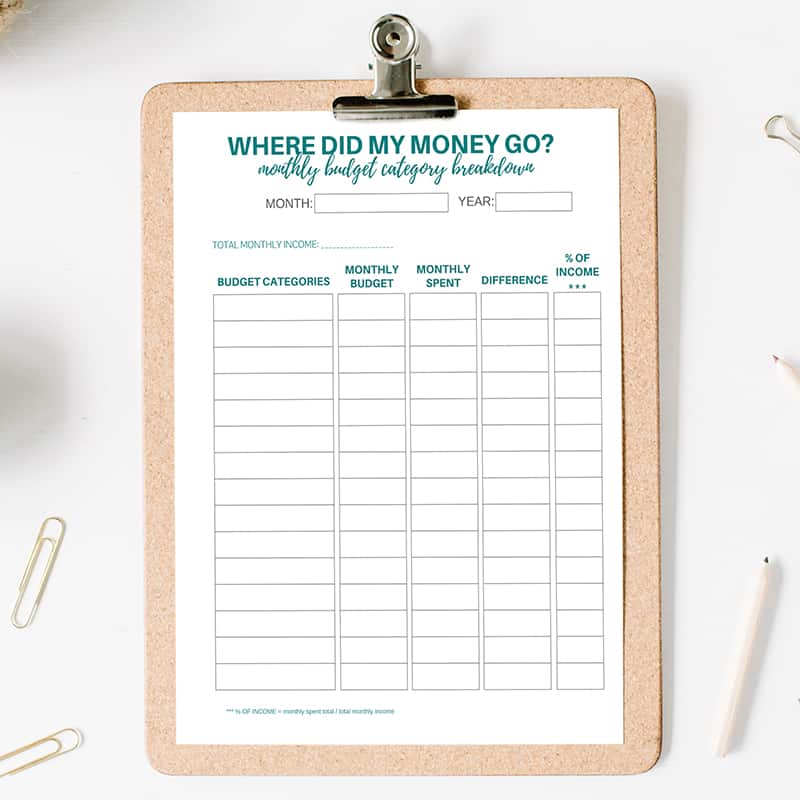 WHERE DID MY MONEY GO?
monthly budget category breakdown
MONTH: YEAR:
TOTAL MONTHLY INCOME: ___________________
BUDGET CATEGORIES MONTHLY BUDGET MONTHLY SPENT DIFFERENCE % OF INCOME ***
*** % OF INCOME = monthly spent total / total monthly income